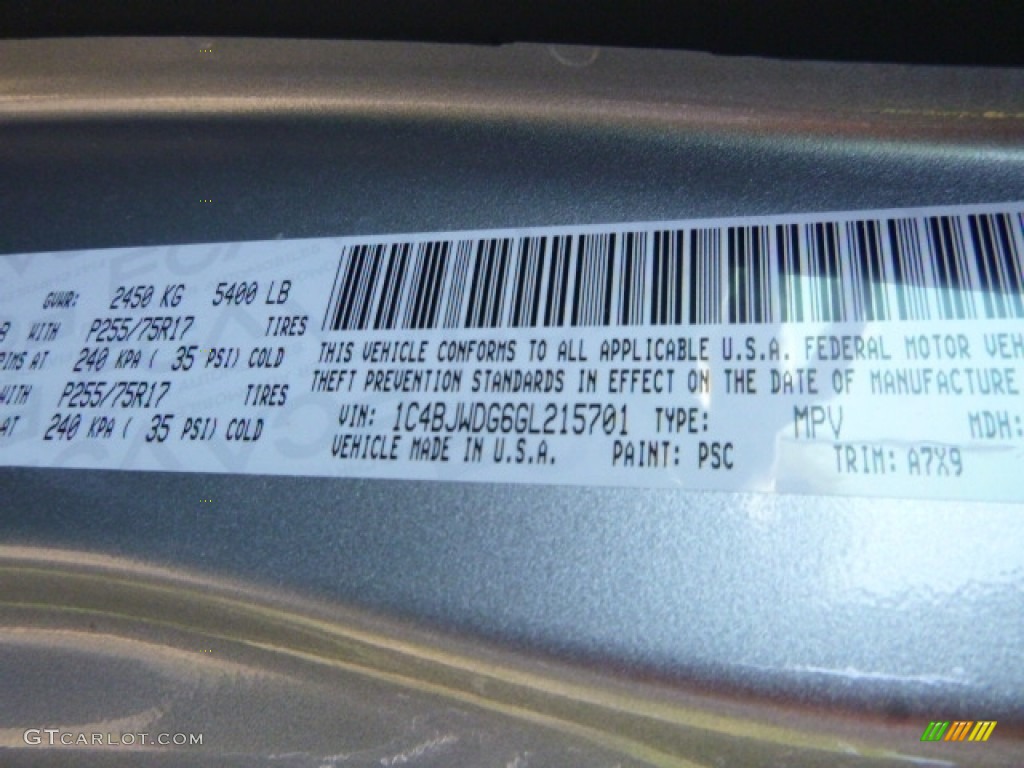 GVWR: 2450 KG 5400 LB
B WITH P255/75R17 TIRES
PIMS AT 240 KPA ( 35 PSI) COLD
WITH P255/75R17 TIRES
AT 240 KPA ( 35 PSI) COLD
THIS VEHICLE CONFORMS TO ALL APPLICABLE U.S.A. FEDERAL MOTOR VEH
THEFT PREVENTION STANDARDS IN EFFECT ON THE DATE OF MANUFACTURE
VIN: 1C4BJWDG6GL215701 TYPE: MPV MDH:
VEHICLE MADE IN U.S.A. PAINT: PSC TRIM: A7X9
GTCARLOT.COM